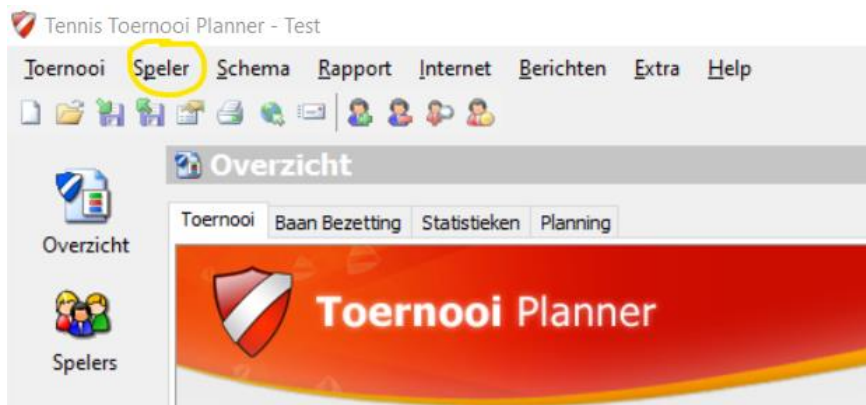 Tennis Toernooi Planner - Test
Toernooi Speler Schema Rapport Internet Berichten Extra Help
Overzicht
Toernooi Baan Bezetting Statistieken Planning
Overzicht
Toernooi Planner
Spelers